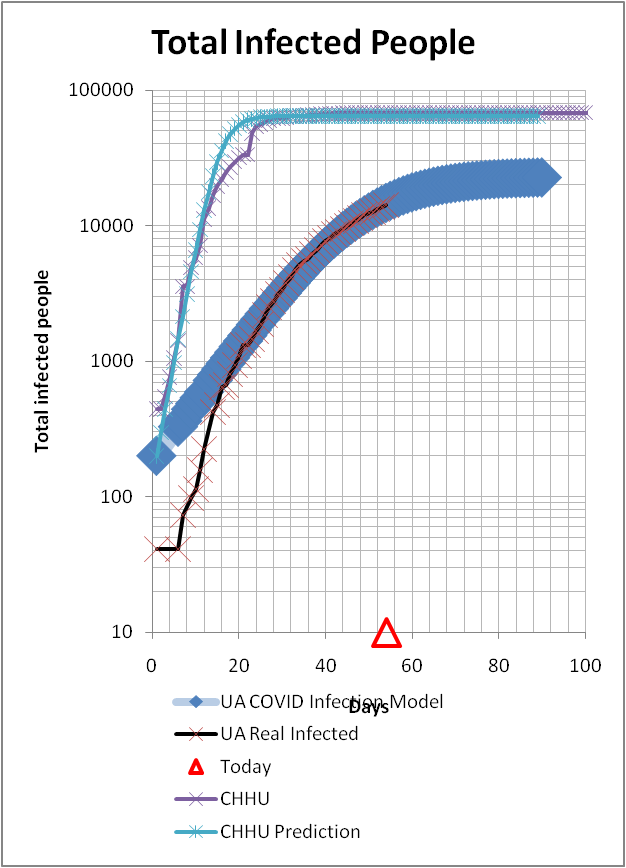 Total Infected People
100000
10000
1000
100
10
Total infected people
0 20 40 60 80 100
Days
UA COVID Infection Model
UA Real Infected
Today
CHHU
CHHU Prediction